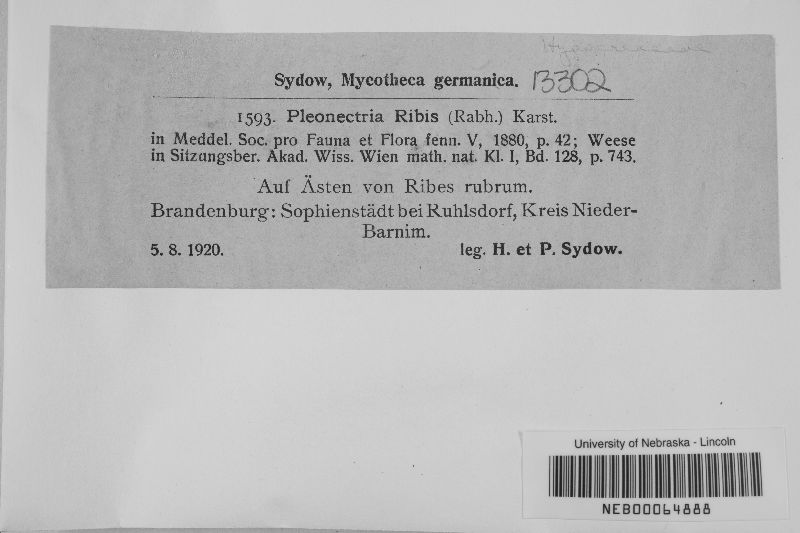 Hypocreaceae
Sydow, Mycotheca germanica. B302
1593. Pleonectria Ribis (Rabh.) Karst.
in Meddel. Soc. pro Fauna et Flora fenn. V, 1880, p. 42; Weese
in Sitzungsber. Akad. Wiss. Wien math. nat. Kl. I, Bd. 128, p. 743.
Auf Ästen von Ribes rubrum.
Brandenburg: Sophienstädt bei Ruhlsdorf, Kreis Nieder-
Barnim.
5. 8. 1920. leg. H. et P. Sydow.
University of Nebraska - Lincoln
NEB00064888